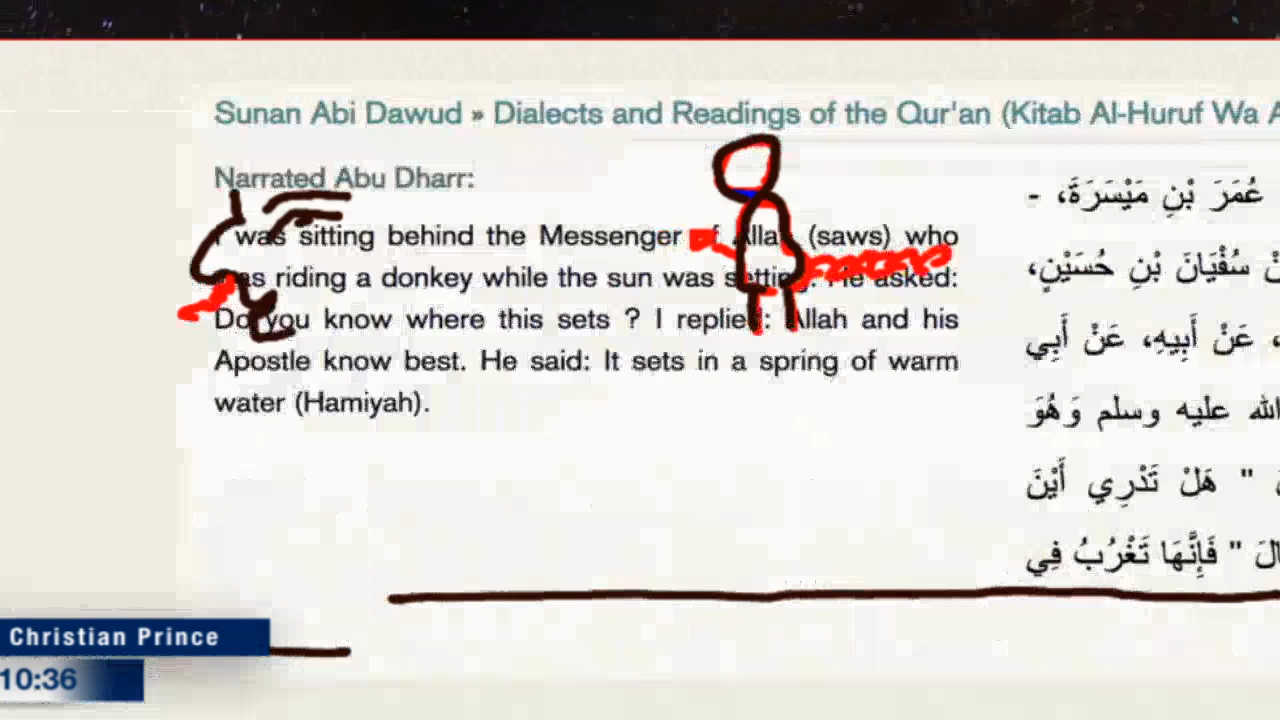 Sunan Abi Dawud » Dialects and Readings of the Qur'an (Kitab Al-Huruf Wa A
Narrated Abu Dharr:
I was sitting behind the Messenger of Allah (saws) who
was riding a donkey while the sun was setting. He asked:
Do you know where this sets ? I replied: Allah and his
Apostle know best. He said: It sets in a spring of warm
water (Hamiyah).
عُمَرَ بْنِ مَيْسَرَةَ، -
سُفْيَانَ بْنِ حُسَيْنٍ،
، عَنْ أَبِيهِ، عَنْ أَبِي
الله عليه وسلم وَهُوَ
" هَلْ تَدْرِي أَيْنَ
" فَإِنَّهَا تَغْرُبُ فِي
Christian Prince
10:36